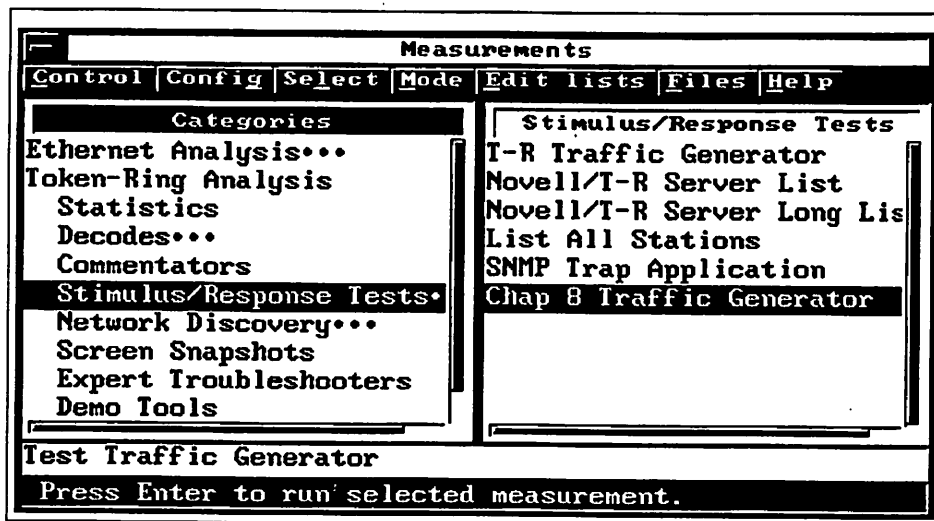 Measurements
Control Config Select Mode Edit lists Files Help
Categories
Ethernet Analysis•••
Token-Ring Analysis
Statistics
Decodes•••
Commentators
Stimulus/Response Tests•
Network Discovery•••
Screen Snapshots
Expert Troubleshooters
Demo Tools
Stimulus/Response Tests
T-R Traffic Generator
Novell/T-R Server List
Novell/T-R Server Long Lis
List All Stations
SNMP Trap Application
Chap 8 Traffic Generator
Test Traffic Generator
Press Enter to run selected measurement.